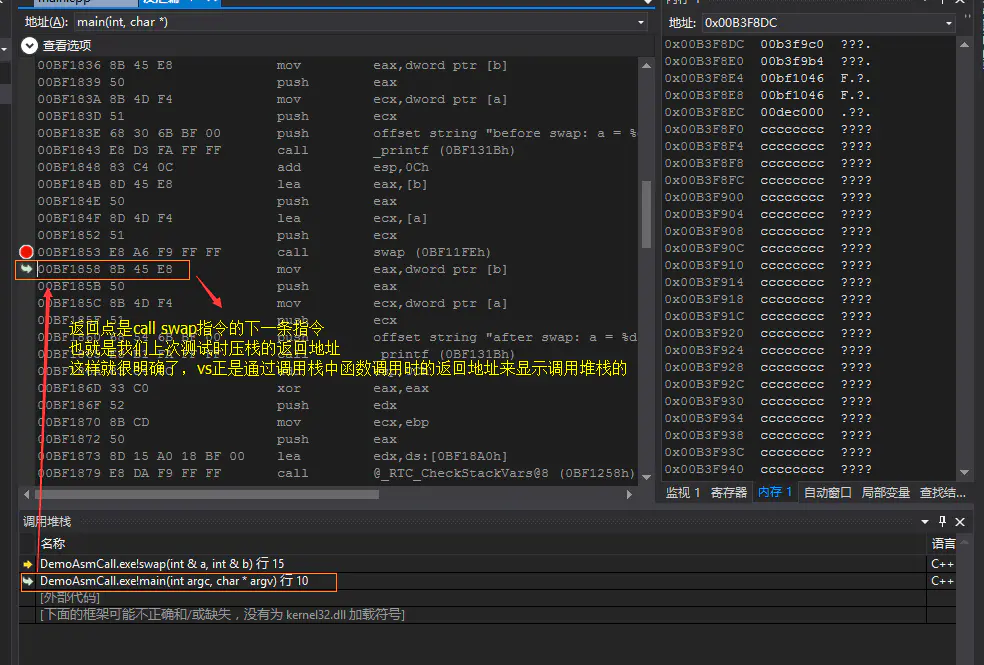 地址(A): main(int, char *)
查看选项
00BF1836 8B 45 E8 mov eax,dword ptr [b]
00BF1839 50 push eax
00BF183A 8B 4D F4 mov ecx,dword ptr [a]
00BF183D 51 push ecx
00BF183E 68 30 6B BF 00 push offset string "before swap: a = %
00BF1843 E8 D3 FA FF FF call _printf (0BF131Bh)
00BF1848 83 C4 0C add esp,0Ch
00BF184B 8D 45 E8 lea eax,[b]
00BF184E 50 push eax
00BF184F 8D 4D F4 lea ecx,[a]
00BF1852 51 push ecx
00BF1853 E8 A6 F9 FF FF call swap (0BF11FEh)
00BF1858 8B 45 E8 mov eax,dword ptr [b]
00BF185B 50 push eax
00BF185C 8B 4D F4 mov ecx,dword ptr [a]
push ecx
offset string "after swap: a = %d
_printf (0BF131Bh)
返回点是call swap指令的下一条指令
也就是我们上次测试时压栈的返回地址
这样就很明确了，vs正是通过调用栈中函数调用时的返回地址来显示调用堆栈的
00BF186D 33 C0 xor eax,eax
00BF186F 52 push edx
00BF1870 8B CD mov ecx,ebp
00BF1872 50 push eax
00BF1873 8D 15 A0 18 BF 00 lea edx,ds:[0BF18A0h]
00BF1879 E8 DA F9 FF FF call @_RTC_CheckStackVars@8 (0BF1258h)
地址: 0x00B3F8DC
0x00B3F8DC 00b3f9c0 ???.
0x00B3F8E0 00b3f9b4 ???.
0x00B3F8E4 00bf1046 F.?.
0x00B3F8E8 00bf1046 F.?.
0x00B3F8EC 00dec000 .??.
0x00B3F8F0 cccccccc ????
0x00B3F8F4 cccccccc ????
0x00B3F8F8 cccccccc ????
0x00B3F8FC cccccccc ????
0x00B3F900 cccccccc ????
0x00B3F904 cccccccc ????
0x00B3F908 cccccccc ????
0x00B3F90C cccccccc ????
0x00B3F910 cccccccc ????
0x00B3F914 cccccccc ????
0x00B3F918 cccccccc ????
0x00B3F91C cccccccc ????
0x00B3F920 cccccccc ????
0x00B3F924 cccccccc ????
0x00B3F928 cccccccc ????
0x00B3F92C cccccccc ????
0x00B3F930 cccccccc ????
0x00B3F934 cccccccc ????
0x00B3F938 cccccccc ????
0x00B3F93C cccccccc ????
0x00B3F940 cccccccc ????
监视 1 寄存器 内存 1 自动窗口 局部变量 查找结...
调用堆栈
名称 语言
DemoAsmCall.exe!swap(int & a, int & b) 行 15 C++
DemoAsmCall.exe!main(int argc, char * argv) 行 10 C++
[外部代码]
[下面的框架可能不正确和/或缺失，没有为 kernel32.dll 加载符号]